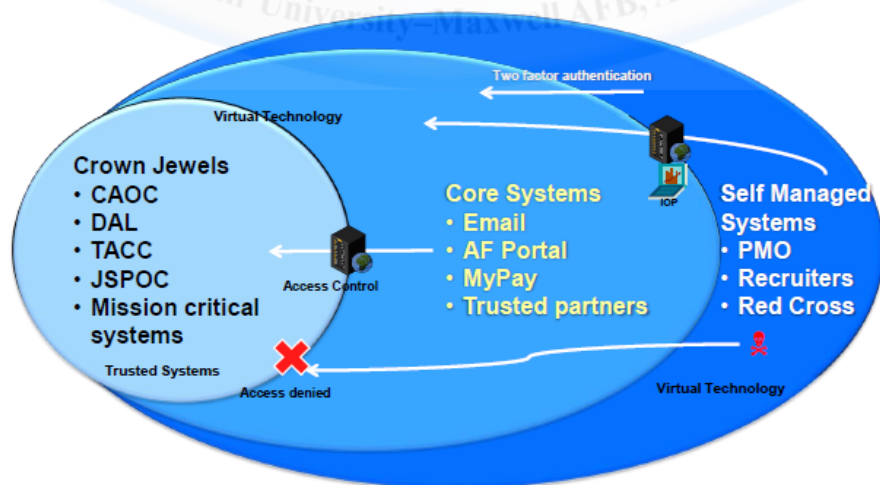 University–Maxwell AFB, A
Two factor authentication
Virtual Technology
Crown Jewels
• CAOC
• DAL
• TACC
• JSPOC
• Mission critical
systems
Trusted Systems
Access Control
Access denied
Core Systems
• Email
• AF Portal
• MyPay
• Trusted partners
IOP
Self Managed
Systems
• PMO
• Recruiters
• Red Cross
Virtual Technology